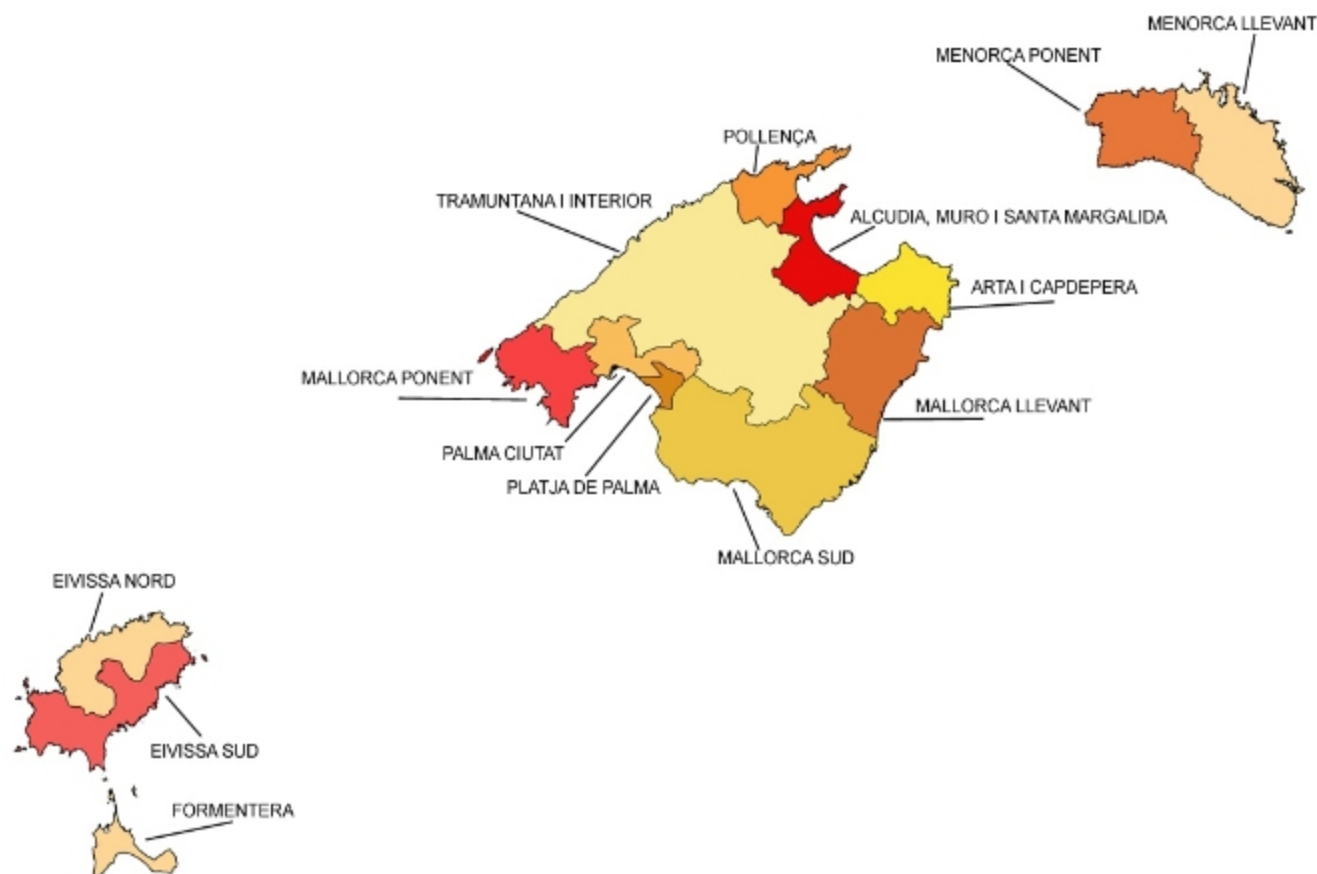 MENORCA LLEVANT
MENORCA PONENT
POLLENÇA
TRAMUNTANA I INTERIOR
ALCUDIA, MURO I SANTA MARGALIDA
ARTA I CAPDEPERA
MALLORCA PONENT
MALLORCA LLEVANT
PALMA CIUTAT
PLATJA DE PALMA
MALLORCA SUD
EIVISSA NORD
EIVISSA SUD
FORMENTERA